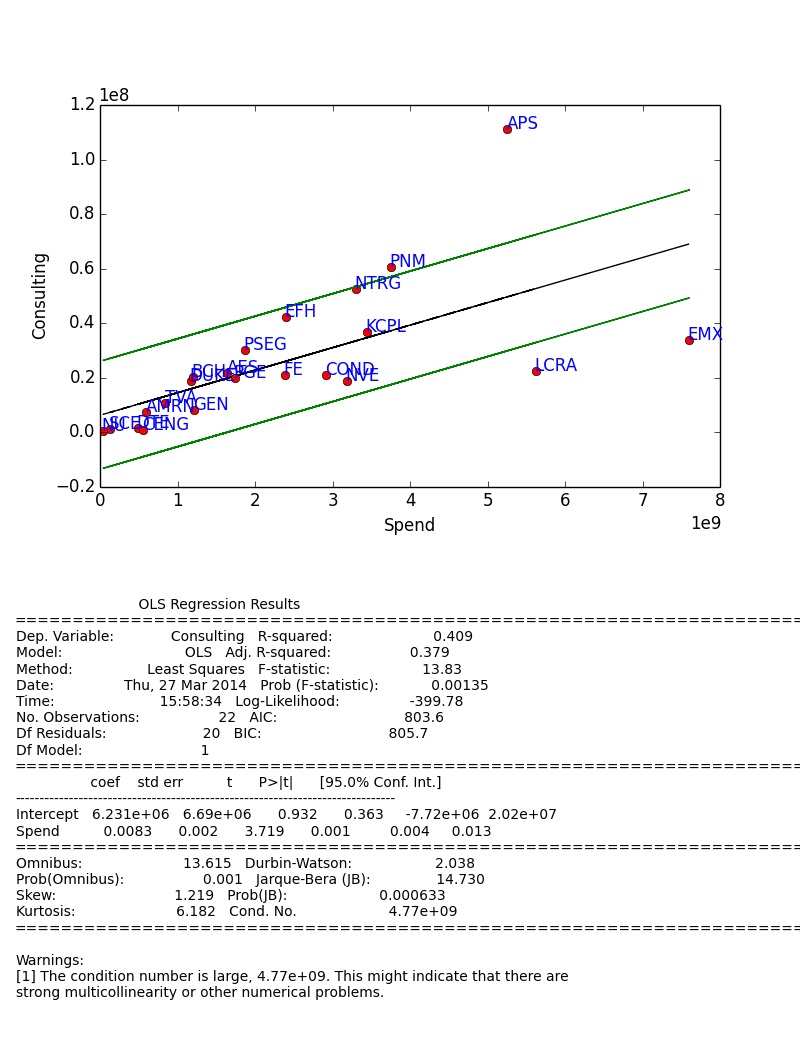 1e8
1.2
1.0
0.8
0.6
0.4
0.2
0.0
−0.2
Consulting
APS
PNM
NTRG
EFH
KCPL
PSEG
EMX
LCRA
AES
PGE
FE
COND
NVE
BCH
DUKE
TVA
AMRN
GEN
NU
SCE
DTE
CENG
0 1 2 3 4 5 6 7 8
Spend
1e9
OLS Regression Results
==============================================================================
Dep. Variable: Consulting R-squared: 0.409
Model: OLS Adj. R-squared: 0.379
Method: Least Squares F-statistic: 13.83
Date: Thu, 27 Mar 2014 Prob (F-statistic): 0.00135
Time: 15:58:34 Log-Likelihood: -399.78
No. Observations: 22 AIC: 803.6
Df Residuals: 20 BIC: 805.7
Df Model: 1
==============================================================================
coef std err t P>|t| [95.0% Conf. Int.]
------------------------------------------------------------------------------
Intercept 6.231e+06 6.69e+06 0.932 0.363 -7.72e+06 2.02e+07
Spend 0.0083 0.002 3.719 0.001 0.004 0.013
==============================================================================
Omnibus: 13.615 Durbin-Watson: 2.038
Prob(Omnibus): 0.001 Jarque-Bera (JB): 14.730
Skew: 1.219 Prob(JB): 0.000633
Kurtosis: 6.182 Cond. No. 4.77e+09
==============================================================================
Warnings:
[1] The condition number is large, 4.77e+09. This might indicate that there are
strong multicollinearity or other numerical problems.